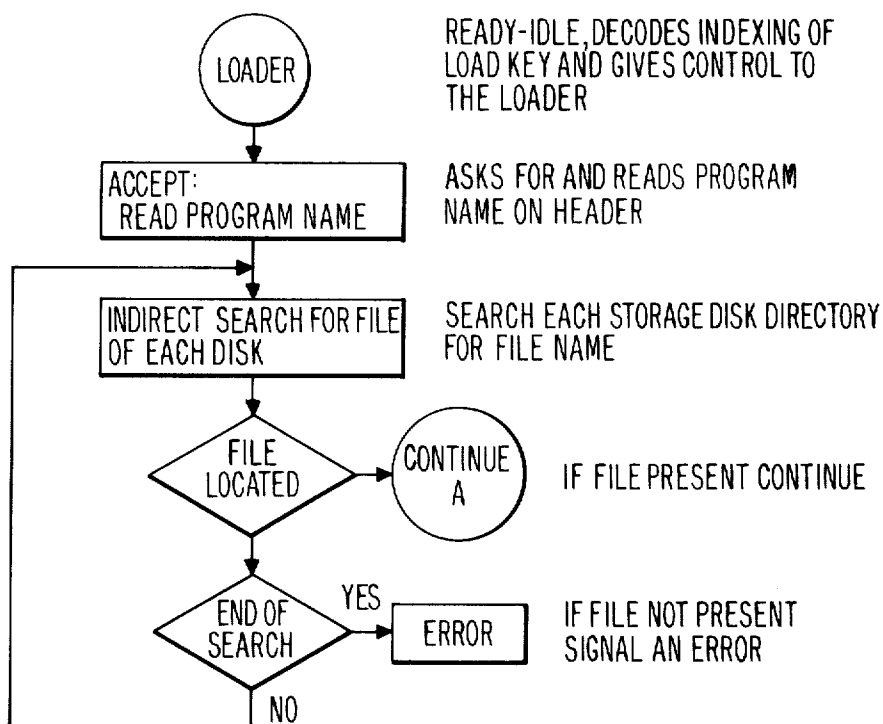 LOADER
READY-IDLE, DECODES INDEXING OF
LOAD KEY AND GIVES CONTROL TO
THE LOADER
ACCEPT:
READ PROGRAM NAME
ASKS FOR AND READS PROGRAM
NAME ON HEADER
INDIRECT SEARCH FOR FILE
OF EACH DISK
SEARCH EACH STORAGE DISK DIRECTORY
FOR FILE NAME
FILE
LOCATED
CONTINUE
A
IF FILE PRESENT CONTINUE
END OF
SEARCH
YES
ERROR
IF FILE NOT PRESENT
SIGNAL AN ERROR
NO